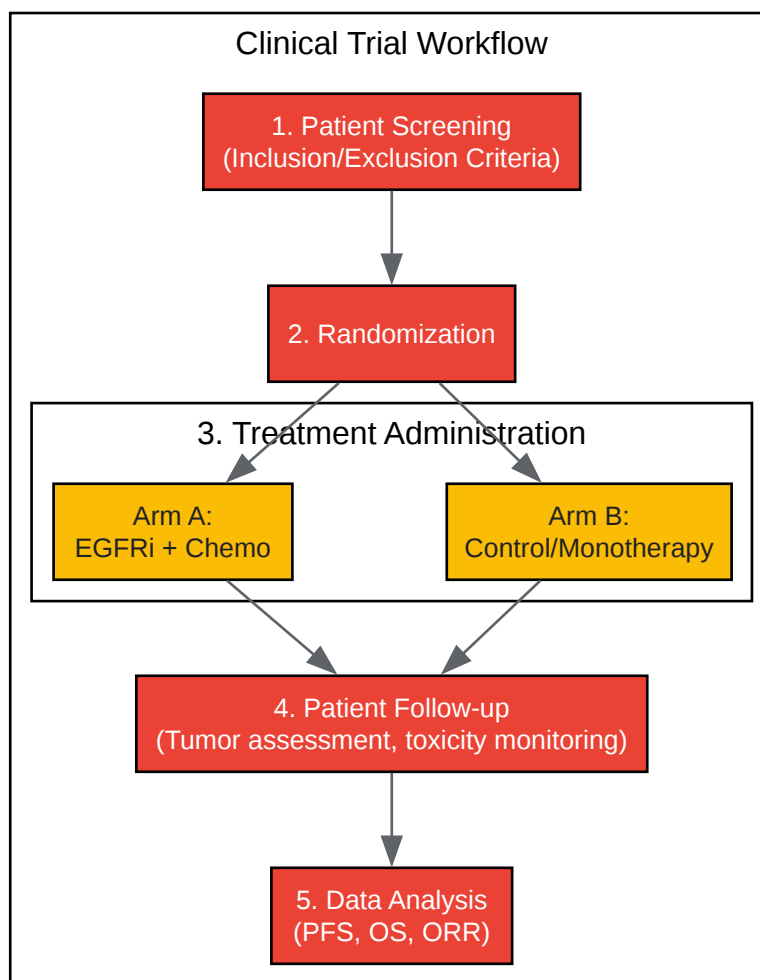 Clinical Trial Workflow
1. Patient Screening
(Inclusion/Exclusion Criteria)
2. Randomization
3. Treatment Administration
Arm A:
EGFRi + Chemo
Arm B:
Control/Monotherapy
4. Patient Follow-up
(Tumor assessment, toxicity monitoring)
5. Data Analysis
(PFS, OS, ORR)